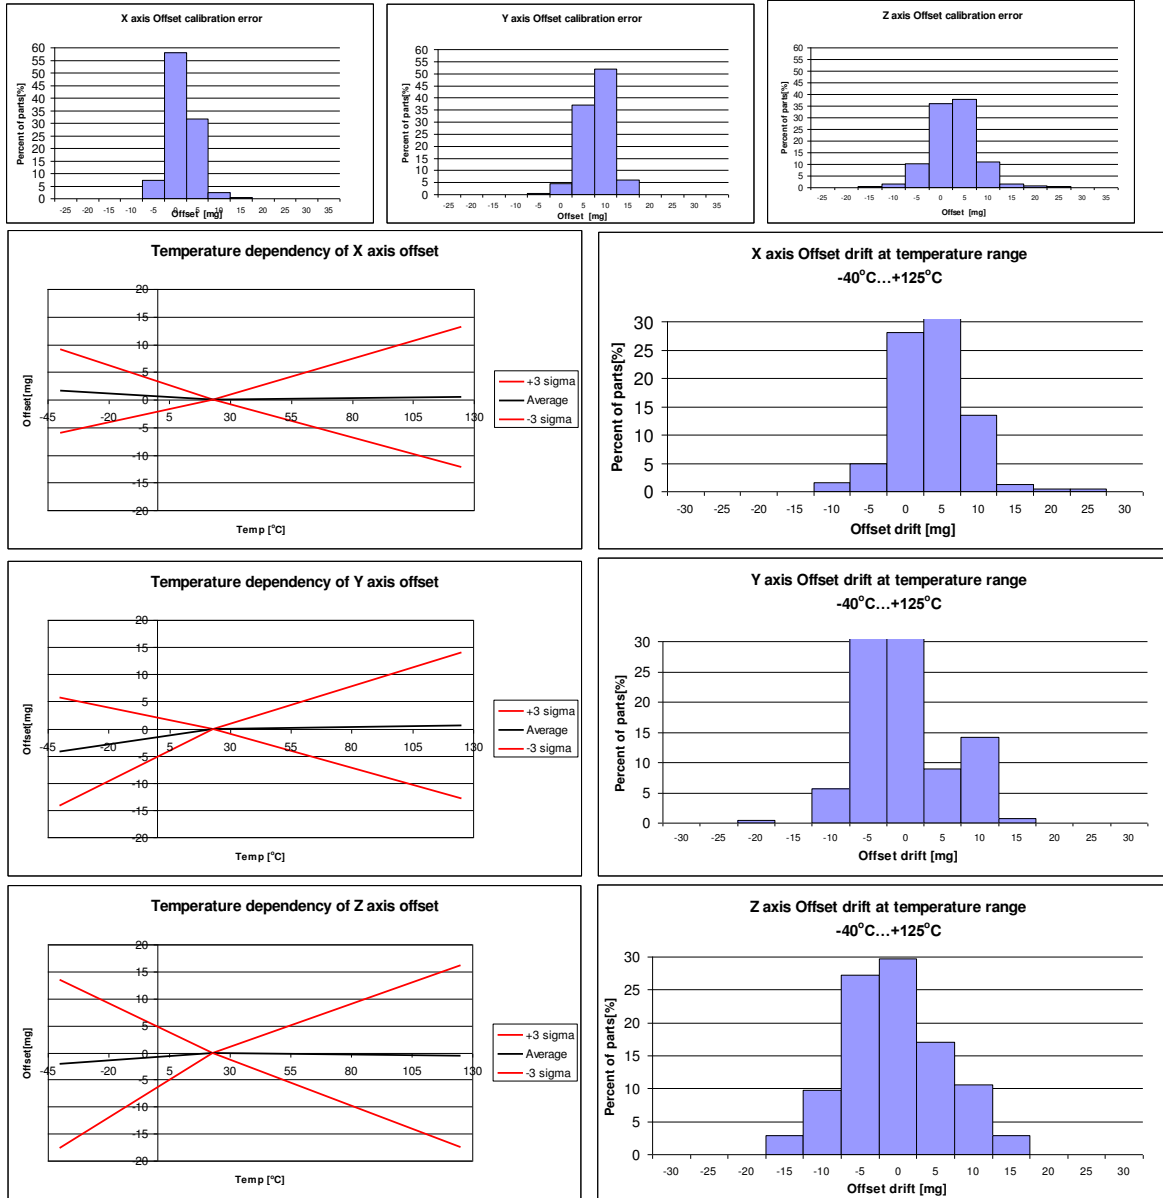 X axis Offset calibration error
Percent of parts[%]
60
55
50
45
40
35
30
25
20
15
10
5
0
-25 -20 -15 -10 -5 0 5 10 15 20 25 30 35
Offset [mg]
Y axis Offset calibration error
Percent of parts[%]
60
55
50
45
40
35
30
25
20
15
10
5
0
-25 -20 -15 -10 -5 0 5 10 15 20 25 30 35
Offset [mg]
Z axis Offset calibration error
Percent of parts[%]
60
55
50
45
40
35
30
25
20
15
10
5
0
-25 -20 -15 -10 -5 0 5 10 15 20 25 30 35
Offset [mg]
Temperature dependency of X axis offset
Offset[mg]
20
15
10
5
0
-5
-10
-15
-20
-45 -20 5 30 55 80 105 130
Temp [°C]
+3 sigma
Average
-3 sigma
X axis Offset drift at temperature range
-40°C...+125°C
Percent of parts[%]
30
25
20
15
10
5
0
-30 -20 -15 -10 -5 0 5 10 15 20 25 30
Offset drift [mg]
Temperature dependency of Y axis offset
Offset[mg]
20
15
10
5
0
-5
-10
-15
-20
-45 -20 5 30 55 80 105 130
Temp [°C]
+3 sigma
Average
-3 sigma
Y axis Offset drift at temperature range
-40°C...+125°C
Percent of parts[%]
30
25
20
15
10
5
0
-30 -20 -15 -10 -5 0 5 10 15 20 25 30
Offset drift [mg]
Temperature dependency of Z axis offset
Offset[mg]
20
15
10
5
0
-5
-10
-15
-20
-45 -20 5 30 55 80 105 130
Temp [°C]
+3 sigma
Average
-3 sigma
Z axis Offset drift at temperature range
-40°C...+125°C
Percent of parts[%]
30
25
20
15
10
5
0
-30 -20 -15 -10 -5 0 5 10 15 20 25 30
Offset drift [mg]